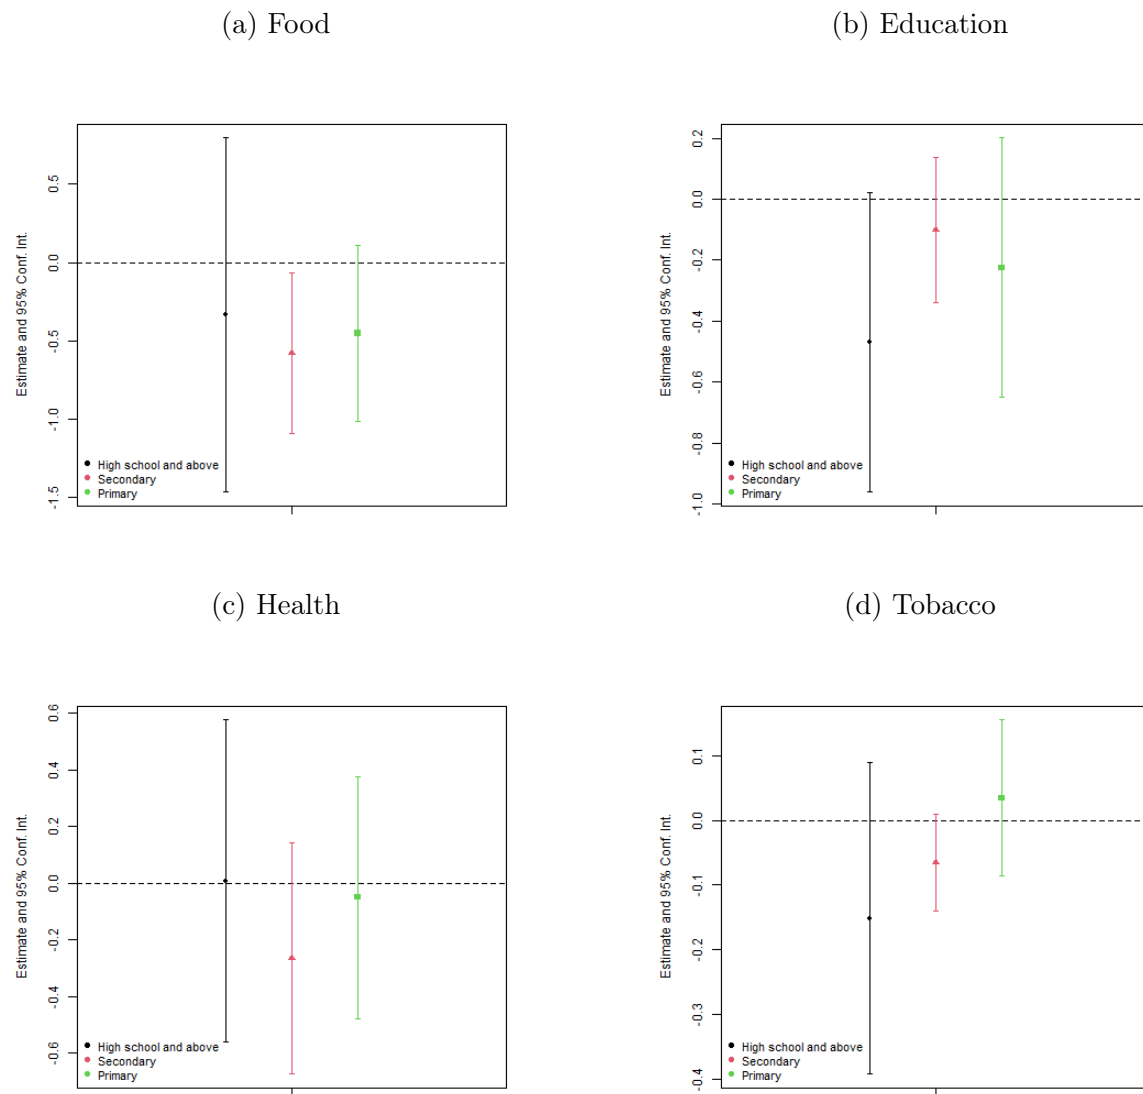 (a) Food
Estimate and 95% Conf. Int.
0.5
0.0
-0.5
-1.0
-1.5
High school and above
Secondary
Primary
(b) Education
Estimate and 95% Conf. Int.
0.2
0.0
-0.2
-0.4
-0.6
-0.8
-1.0
High school and above
Secondary
Primary
(c) Health
Estimate and 95% Conf. Int.
0.6
0.4
0.2
0.0
-0.2
-0.4
-0.6
High school and above
Secondary
Primary
(d) Tobacco
Estimate and 95% Conf. Int.
0.1
0.0
-0.1
-0.2
-0.3
-0.4
High school and above
Secondary
Primary